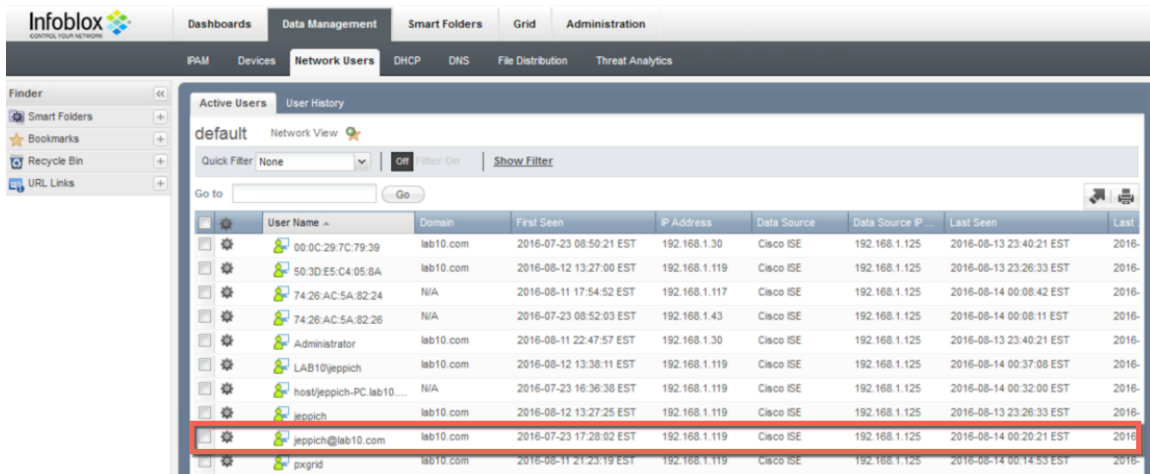 Infoblox
CONTROL YOUR NETWORK
Dashboards Data Management Smart Folders Grid Administration
IPAM Devices Network Users DHCP DNS File Distribution Threat Analytics
Finder
Smart Folders
Bookmarks
Recycle Bin
URL Links
Active Users User History
default Network View
Quick Filter None Off Filter On Show Filter
Go to Go
User Name Domain First Seen IP Address Data Source Data Source IP ... Last Seen Last
00:0C:29:7C:79:39 lab10.com 2016-07-23 08:50:21 EST 192.168.1.30 Cisco ISE 192.168.1.125 2016-08-13 23:40:21 EST 2016-
50:3D:E5:C4:05:8A lab10.com 2016-08-12 13:27:00 EST 192.168.1.119 Cisco ISE 192.168.1.125 2016-08-13 23:26:33 EST 2016-
74:26:AC:5A:82:24 N/A 2016-08-11 17:54:52 EST 192.168.1.117 Cisco ISE 192.168.1.125 2016-08-14 00:08:42 EST 2016-
74:26:AC:5A:82:26 N/A 2016-07-23 08:52:03 EST 192.168.1.43 Cisco ISE 192.168.1.125 2016-08-14 00:08:11 EST 2016-
Administrator lab10.com 2016-08-11 22:47:57 EST 192.168.1.30 Cisco ISE 192.168.1.125 2016-08-13 23:40:21 EST 2016-
LAB10\jeppich lab10.com 2016-08-12 13:38:11 EST 192.168.1.119 Cisco ISE 192.168.1.125 2016-08-14 00:37:08 EST 2016-
host/jeppich-PC.lab10.... N/A 2016-07-23 16:36:38 EST 192.168.1.119 Cisco ISE 192.168.1.125 2016-08-14 00:32:00 EST 2016-
jeppich lab10.com 2016-08-12 13:27:25 EST 192.168.1.119 Cisco ISE 192.168.1.125 2016-08-13 23:26:33 EST 2016-
jeppich@lab10.com lab10.com 2016-07-23 17:28:02 EST 192.168.1.119 Cisco ISE 192.168.1.125 2016-08-14 00:20:21 EST 2016
pxgrid lab10.com 2016-08-11 21:23:19 EST 192.168.1.119 Cisco ISE 192.168.1.125 2016-08-14 00:14:53 EST 2016-